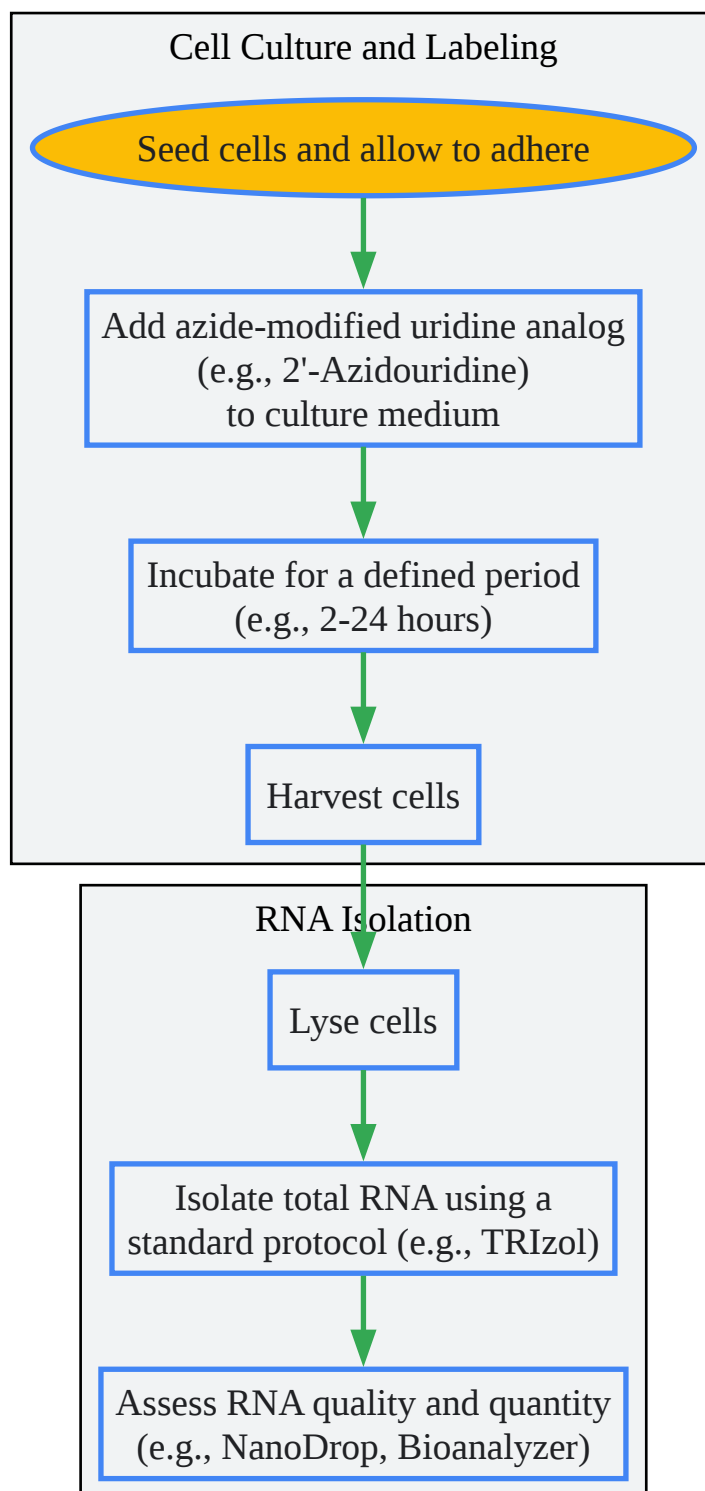 Cell Culture and Labeling
Seed cells and allow to adhere
Add azide-modified uridine analog
(e.g., 2'-Azidouridine)
to culture medium
Incubate for a defined period
(e.g., 2-24 hours)
Harvest cells
RNA Isolation
Lyse cells
Isolate total RNA using a
standard protocol (e.g., TRIzol)
Assess RNA quality and quantity
(e.g., NanoDrop, Bioanalyzer)